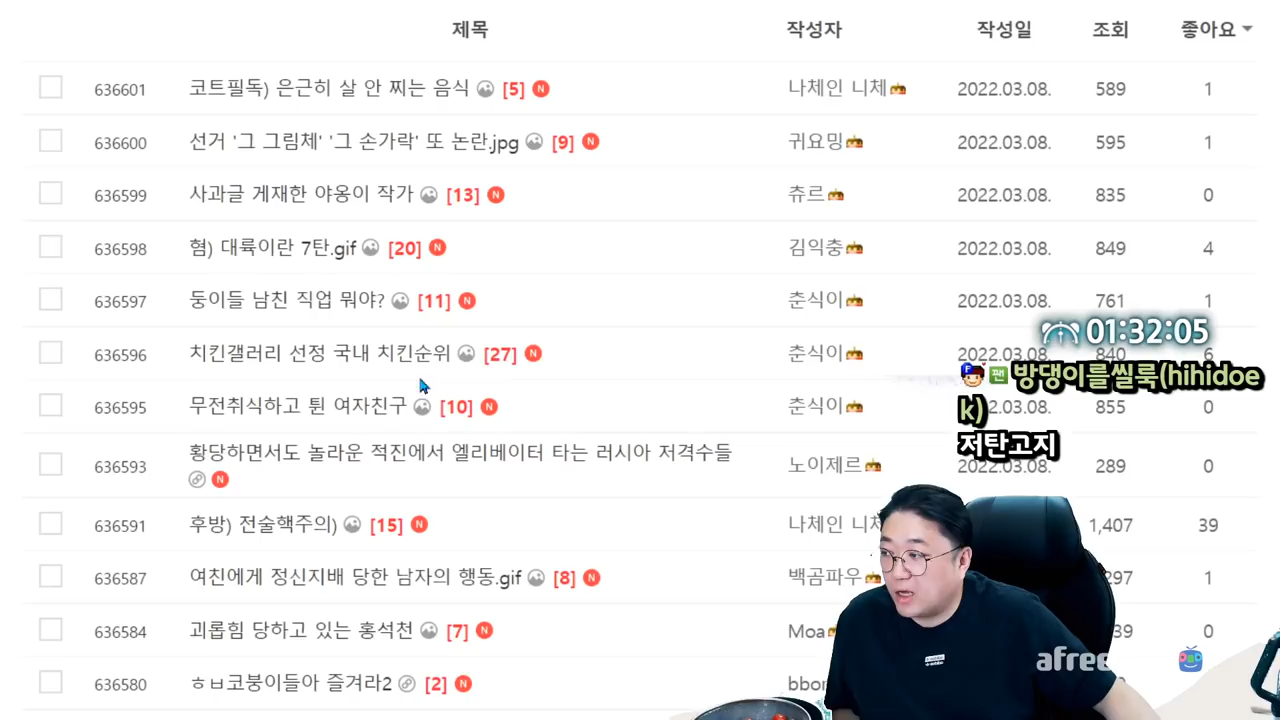 제목 작성자 작성일 조회 좋아요
636601 코트필독) 은근히 살 안 찌는 음식 [5] N 나체인 니체 2022.03.08. 589 1
636600 선거 '그 그림체' '그 손가락' 또 논란.jpg [9] N 귀요밍 2022.03.08. 595 1
636599 사과글 게재한 야옹이 작가 [13] N 츄르 2022.03.08. 835 0
636598 혐) 대륙이란 7탄.gif [20] N 김익충 2022.03.08. 849 4
636597 둥이들 남친 직업 뭐야? [11] N 춘식이 2022.03.08. 761 1
01:32:05
636596 치킨갤러리 선정 국내 치킨순위 [27] N 춘식이 2022.03.08. 840 6
F 팬 방댕이를씰룩(hihidoe
k)
636595 무전취식하고 튄 여자친구 [10] N 춘식이 2022.03.08. 855 0
저탄고지
636593 황당하면서도 놀라운 적진에서 엘리베이터 타는 러시아 저격수들 노이제르 2022.03.08. 289 0
N
636591 후방) 전술핵주의) [15] N 나체인 1,407 39
636587 여친에게 정신지배 당한 남자의 행동.gif [8] N 백곰파우 1
636584 괴롭힘 당하고 있는 홍석천 [7] N Moa 0
636580 ㅎㅂ코붕이들아 즐겨라2 [2] N